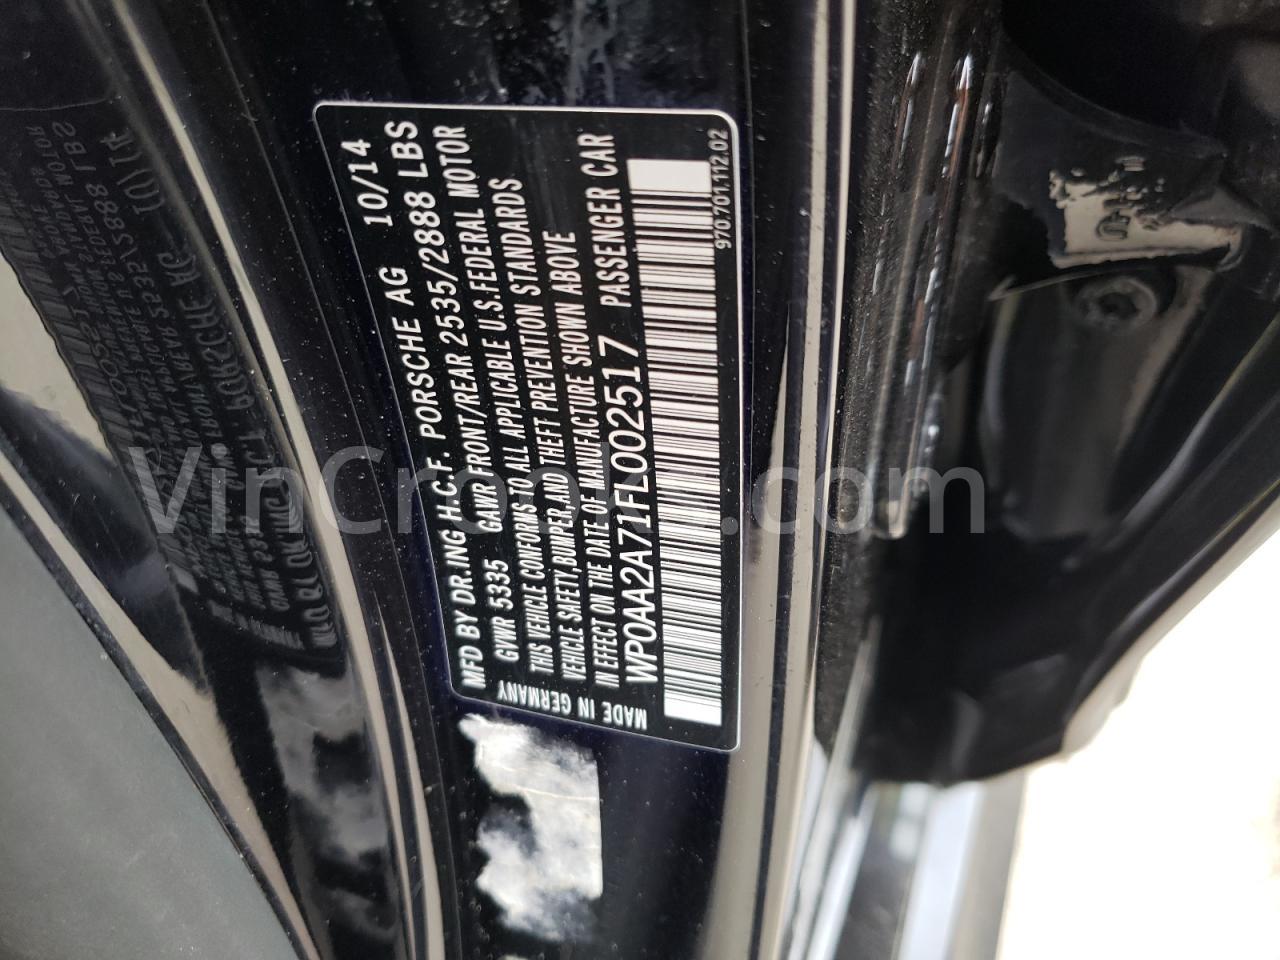 MFD BY DR.ING H.C.F. PORSCHE AG 10/14
GVWR 5335 GAWR FRONT/REAR 2535/2888 LBS
THIS VEHICLE CONFORMS TO ALL APPLICABLE U.S.FEDERAL MOTOR
VEHICLE SAFETY,BUMPER,AND THEFT PREVENTION STANDARDS
IN EFFECT ON THE DATE OF MANUFACTURE SHOWN ABOVE
WP0AA2A71FL002517 PASSENGER CAR
MADE IN GERMANY
970.701.112.02